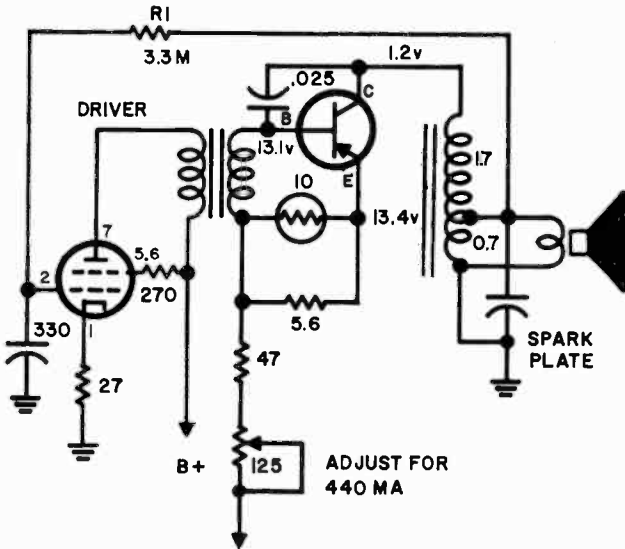 R1
3.3M
1.2v
.025
C
DRIVER
B
13.1v
E
10
1.7
13.4v
7
0.7
5.6
2
270
5.6
1
330
47
SPARK
PLATE
27
B+
125
ADJUST FOR
440 MA